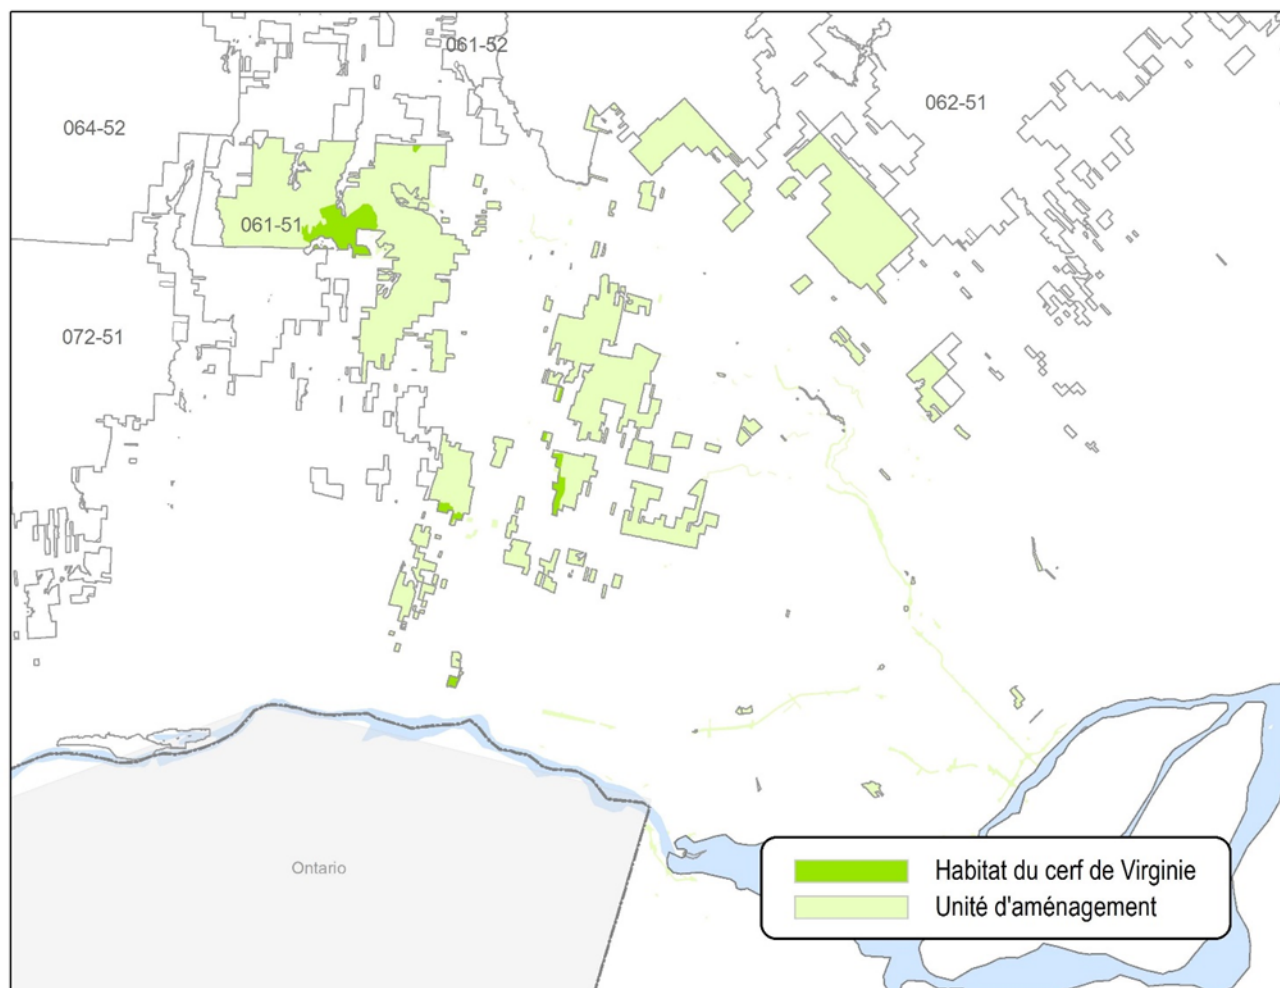 061-52
062-51
064-52
061-51
072-51
Ontario
Habitat du cerf de Virginie
Unité d'aménagement